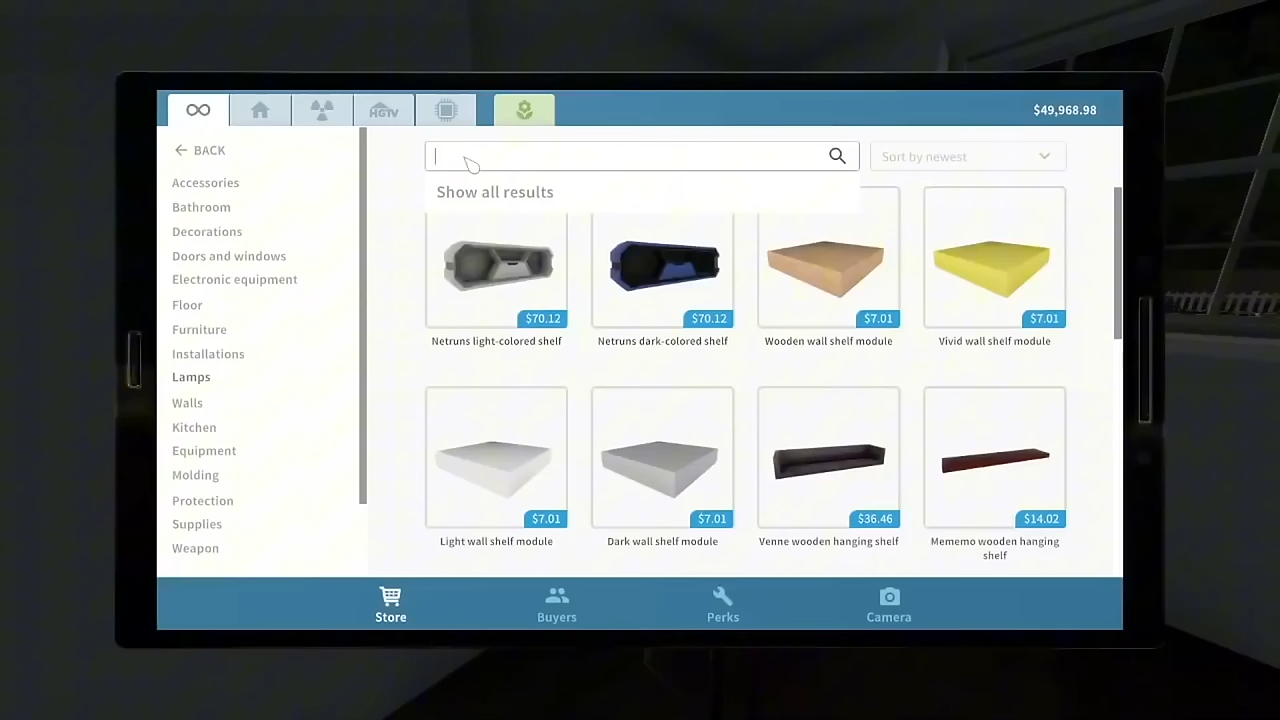 HGTV
$49,968.98
BACK
Sort by newest
Show all results
Accessories
Bathroom
Decorations
Doors and windows
Electronic equipment
Floor
Furniture
Installations
Lamps
Walls
Kitchen
Equipment
Molding
Protection
Supplies
Weapon
$70.12
$70.12
$7.01
$7.01
Netruns light-colored shelf
Netruns dark-colored shelf
Wooden wall shelf module
Vivid wall shelf module
$7.01
$7.01
$36.46
$14.02
Light wall shelf module
Dark wall shelf module
Venne wooden hanging shelf
Mememo wooden hanging
shelf
Store
Buyers
Perks
Camera